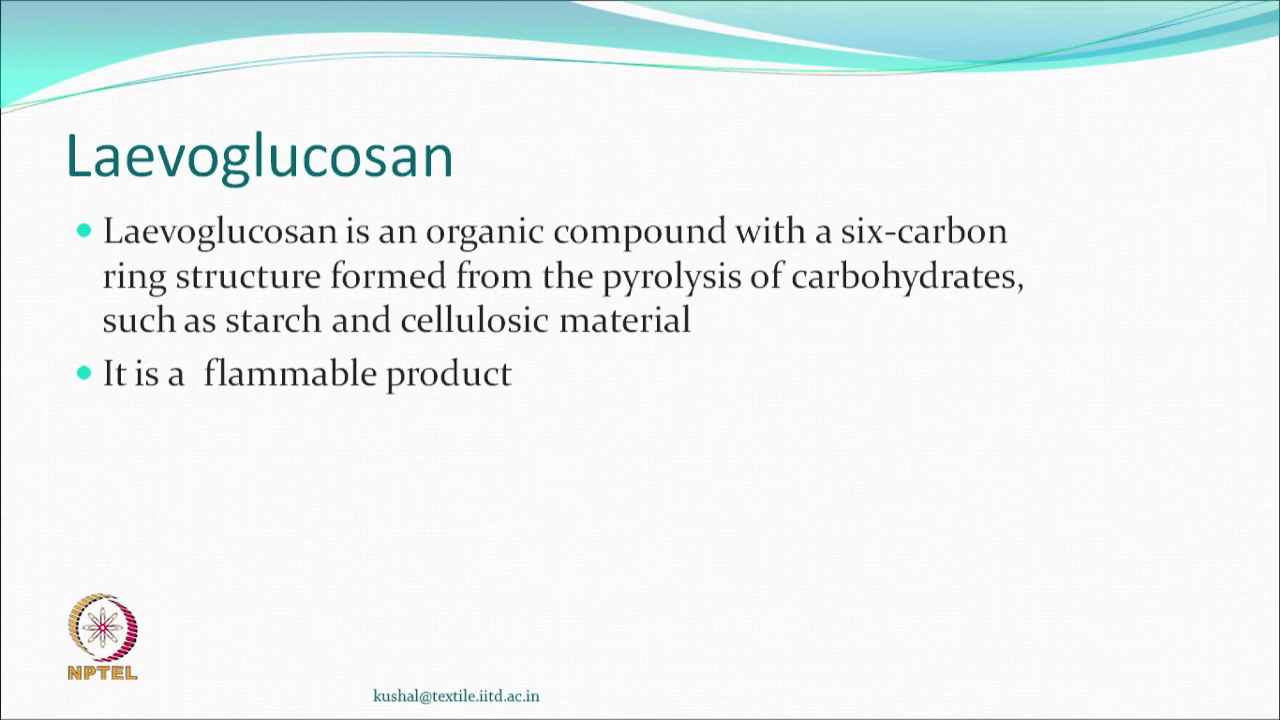 Laevoglucosan
Laevoglucosan is an organic compound with a six-carbon
ring structure formed from the pyrolysis of carbohydrates,
such as starch and cellulosic material
It is a  flammable product
NPTEL
kushal@textile.iitd.ac.in